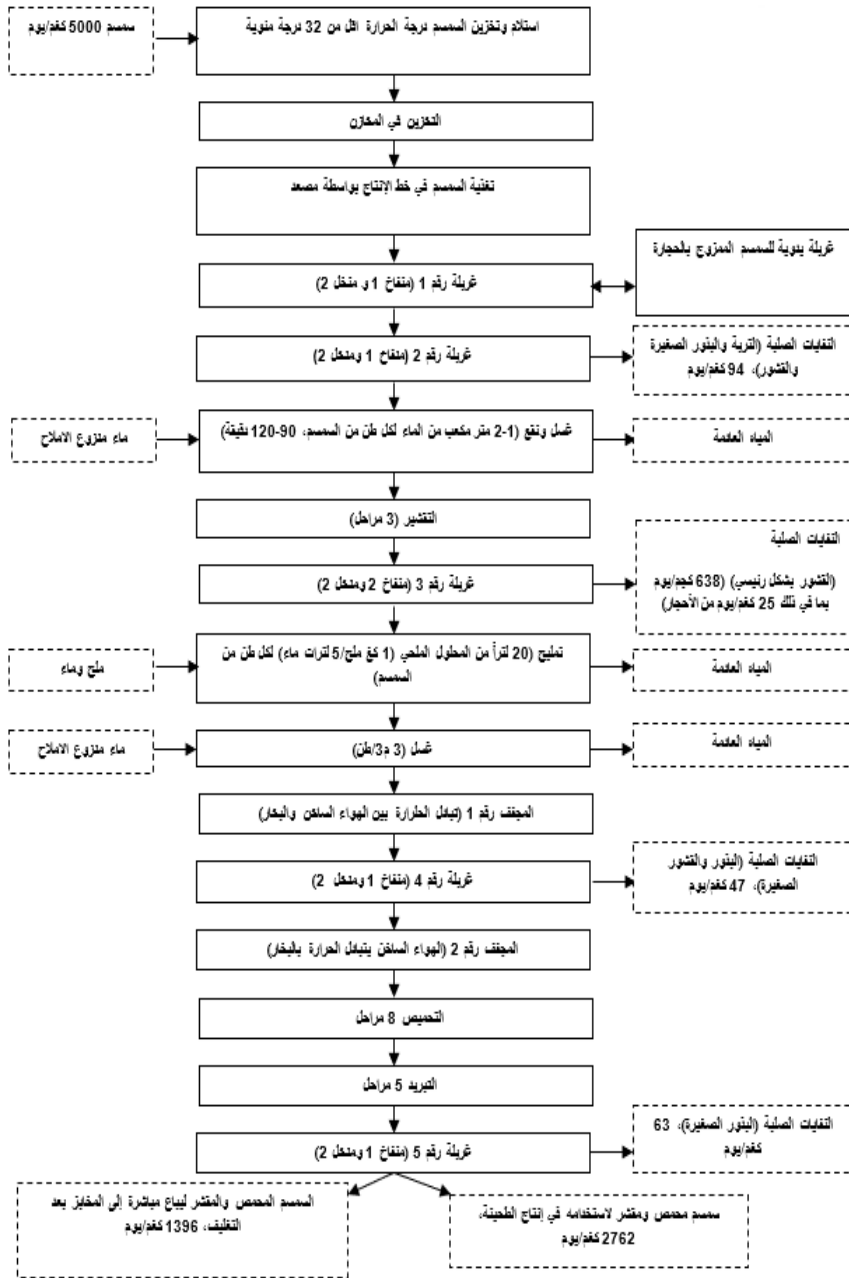 سمسم 5000 كغم/يوم
استلام وتخزين السمسم درجة الحرارة اقل من 32 درجة مئوية
التخزين في المخازن
تغذية السمسم في خط الإنتاج بواسطة مصعد
غربلة يدوية للسمسم الممزوج بالحجارة
غربلة رقم 1 (منفاخ 1 و منخل 2)
غربلة رقم 2 (منفاخ 1 ومنخل 2)
النفايات الصلبة (التربة والبذور الصغيرة
والقشور)، 94 كغم/يوم
ماء منزوع الاملاح
غسل ونقع (1-2 متر مكعب من الماء لكل طن من السمسم، 90-120 دقيقة)
المياه العادمة
التقشير (3 مراحل)
غربلة رقم 3 (منفاخ 2 ومنخل 2)
النفايات الصلبة
(القشور بشكل رئيسي) (638 كجم/يوم
بما في ذلك 25 كغم/يوم من الأحجار)
ملح وماء
تمليح (20 لتراً من المحلول الملحي (1 كغ ملح/5 لترات ماء) لكل طن من
السمسم)
المياه العادمة
ماء منزوع الاملاح
غسل (3 م3/طن)
المياه العادمة
المجفف رقم 1 (تبادل الحرارة بين الهواء الساخن والبخار)
غربلة رقم 4 (منفاخ 1 ومنخل 2)
النفايات الصلبة (البذور والقشور
الصغيرة)، 47 كغم/يوم
المجفف رقم 2 (الهواء الساخن يتبادل الحرارة بالبخار)
التحميص 8 مراحل
التبريد 5 مراحل
غربلة رقم 5 (منفاخ 1 ومنخل 2)
النفايات الصلبة (البذور الصغيرة)، 63
كغم/يوم
السمسم المحمص والمقشر ليباع مباشرة إلى المخابز بعد
التغليف، 1396 كغم/يوم
سمسم محمص ومقشر لاستخدامه في إنتاج الطحينة،
2762 كغم/يوم